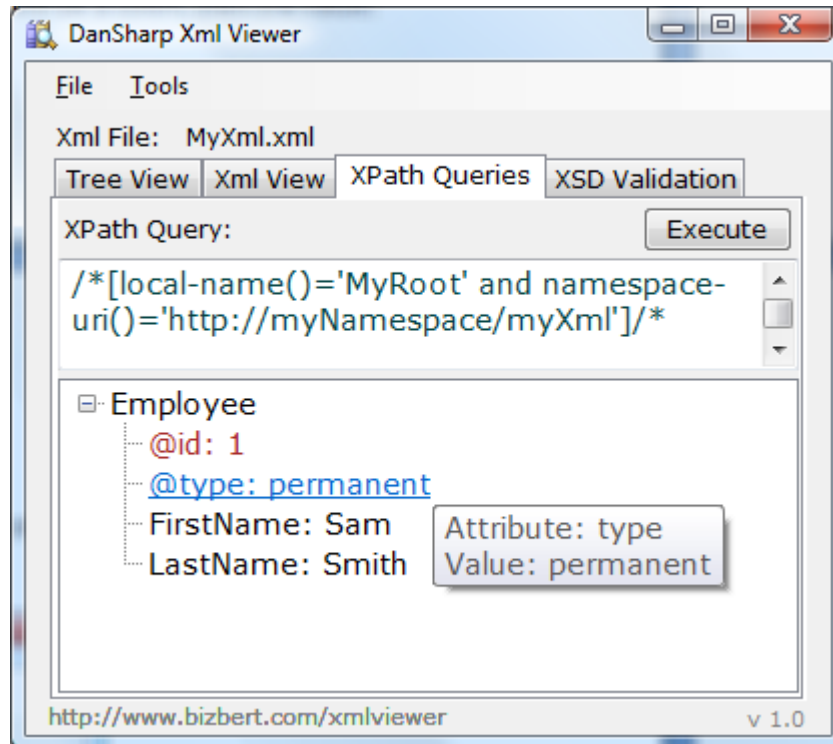 DanSharp Xml Viewer
File Tools
Xml File: MyXml.xml
Tree View Xml View XPath Queries XSD Validation
XPath Query: Execute
/*[local-name()='MyRoot' and namespace-
uri()='http://myNamespace/myXml']/*
Employee
@id: 1
@type: permanent
FirstName: Sam
LastName: Smith
Attribute: type
Value: permanent
http://www.bizbert.com/xmlviewer v 1.0